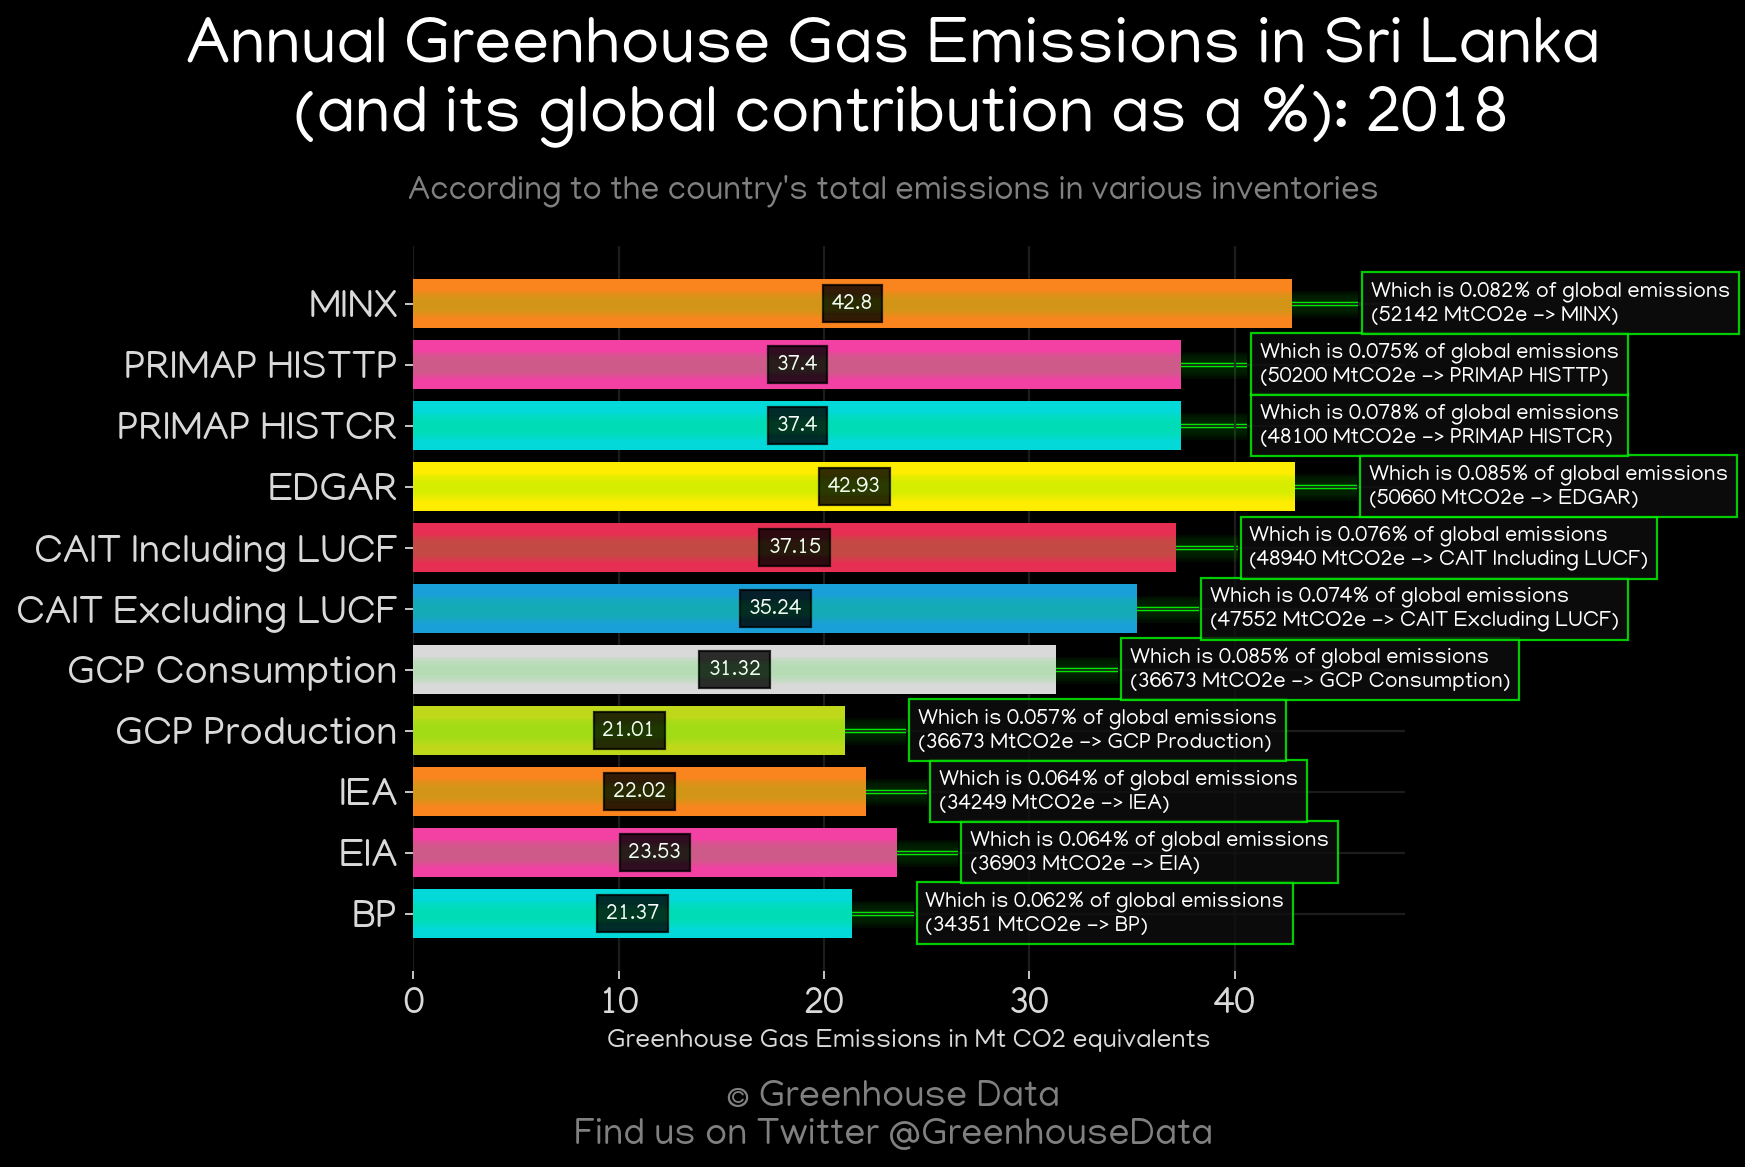 Annual Greenhouse Gas Emissions in Sri Lanka
(and its global contribution as a %): 2018
According to the country's total emissions in various inventories
MINX
42.8
Which is 0.082% of global emissions
(52142 MtCO2e -> MINX)
PRIMAP HISTTP
37.4
Which is 0.075% of global emissions
(50200 MtCO2e -> PRIMAP HISTTP)
PRIMAP HISTCR
37.4
Which is 0.078% of global emissions
(48100 MtCO2e -> PRIMAP HISTCR)
EDGAR
42.93
Which is 0.085% of global emissions
(50660 MtCO2e -> EDGAR)
CAIT Including LUCF
37.15
Which is 0.076% of global emissions
(48940 MtCO2e -> CAIT Including LUCF)
CAIT Excluding LUCF
35.24
Which is 0.074% of global emissions
(47552 MtCO2e -> CAIT Excluding LUCF)
GCP Consumption
31.32
Which is 0.085% of global emissions
(36673 MtCO2e -> GCP Consumption)
GCP Production
21.01
Which is 0.057% of global emissions
(36673 MtCO2e -> GCP Production)
IEA
22.02
Which is 0.064% of global emissions
(34249 MtCO2e -> IEA)
EIA
23.53
Which is 0.064% of global emissions
(36903 MtCO2e -> EIA)
BP
21.37
Which is 0.062% of global emissions
(34351 MtCO2e -> BP)
0 10 20 30 40
Greenhouse Gas Emissions in Mt CO2 equivalents
© Greenhouse Data
Find us on Twitter @GreenhouseData